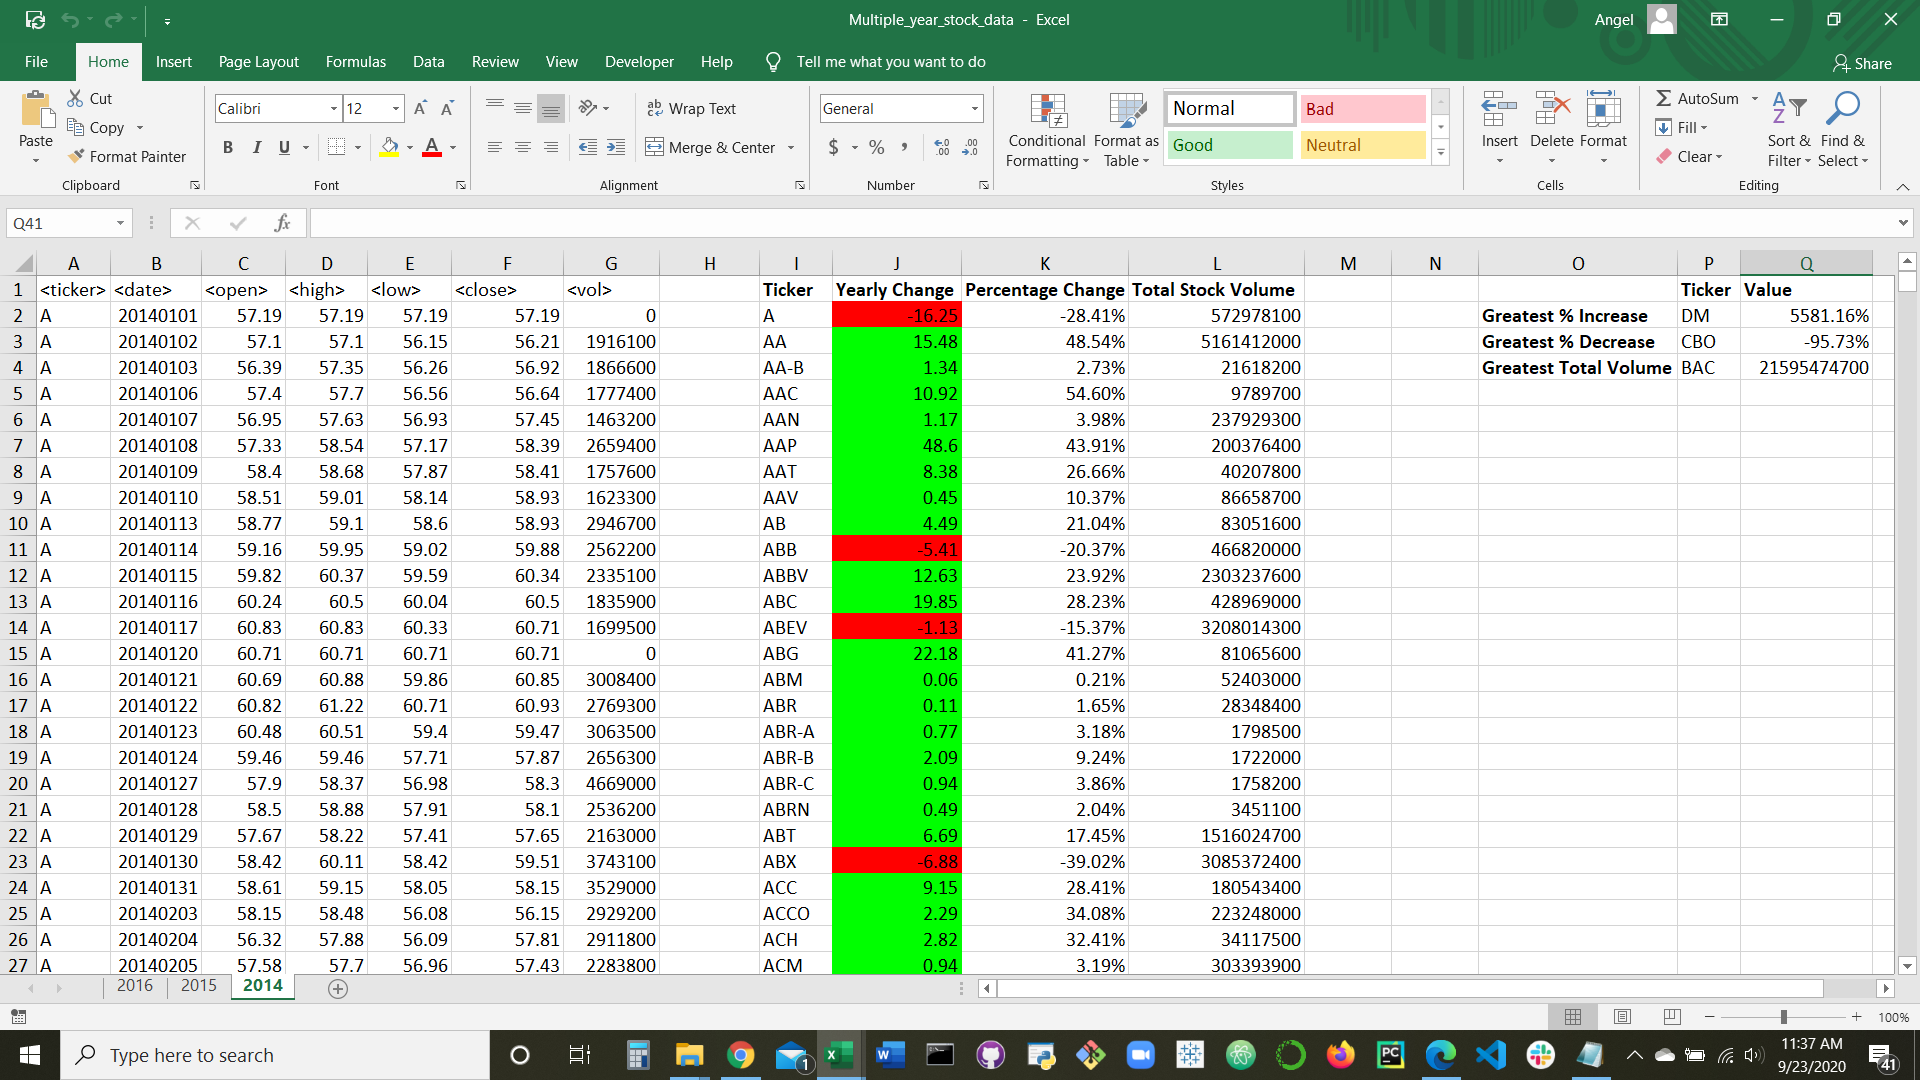 Multiple_year_stock_data - Excel
Angel
File Home Insert Page Layout Formulas Data Review View Developer Help Tell me what you want to do Share
Paste Cut Copy Format Painter Clipboard
Calibri 12 B I U A Font
Wrap Text Merge & Center Alignment
General $ % , Number
Conditional Formatting Format as Table Normal Bad Good Neutral Styles
Insert Delete Format Cells
AutoSum Fill Clear Sort & Filter Find & Select Editing
Q41 fx
A B C D E F G H I J K L M N O P Q
1 <ticker> <date> <open> <high> <low> <close> <vol> Ticker Yearly Change Percentage Change Total Stock Volume Ticker Value
2 A 20140101 57.19 57.19 57.19 57.19 0 A -16.25 -28.41% 572978100 Greatest % Increase DM 5581.16%
3 A 20140102 57.1 57.1 56.15 56.21 1916100 AA 15.48 48.54% 5161412000 Greatest % Decrease CBO -95.73%
4 A 20140103 56.39 57.35 56.26 56.92 1866600 AA-B 1.34 2.73% 21618200 Greatest Total Volume BAC 21595474700
5 A 20140106 57.4 57.7 56.56 56.64 1777400 AAC 10.92 54.60% 9789700
6 A 20140107 56.95 57.63 56.93 57.45 1463200 AAN 1.17 3.98% 237929300
7 A 20140108 57.33 58.54 57.17 58.39 2659400 AAP 48.6 43.91% 200376400
8 A 20140109 58.4 58.68 57.87 58.41 1757600 AAT 8.38 26.66% 40207800
9 A 20140110 58.51 59.01 58.14 58.93 1623300 AAV 0.45 10.37% 86658700
10 A 20140113 58.77 59.1 58.6 58.93 2946700 AB 4.49 21.04% 83051600
11 A 20140114 59.16 59.95 59.02 59.88 2562200 ABB -5.41 -20.37% 466820000
12 A 20140115 59.82 60.37 59.59 60.34 2335100 ABBV 12.63 23.92% 2303237600
13 A 20140116 60.24 60.5 60.04 60.5 1835900 ABC 19.85 28.23% 428969000
14 A 20140117 60.83 60.83 60.33 60.71 1699500 ABEV -1.13 -15.37% 3208014300
15 A 20140120 60.71 60.71 60.71 60.71 0 ABG 22.18 41.27% 81065600
16 A 20140121 60.69 60.88 59.86 60.85 3008400 ABM 0.06 0.21% 52403000
17 A 20140122 60.82 61.22 60.71 60.93 2769300 ABR 0.11 1.65% 28348400
18 A 20140123 60.48 60.51 59.4 59.47 3063500 ABR-A 0.77 3.18% 1798500
19 A 20140124 59.46 59.46 57.71 57.87 2656300 ABR-B 2.09 9.24% 1722000
20 A 20140127 57.9 58.37 56.98 58.3 4669000 ABR-C 0.94 3.86% 1758200
21 A 20140128 58.5 58.88 57.91 58.1 2536200 ABRN 0.49 2.04% 3451100
22 A 20140129 57.67 58.22 57.41 57.65 2163000 ABT 6.69 17.45% 1516024700
23 A 20140130 58.42 60.11 58.42 59.51 3743100 ABX -6.88 -39.02% 3085372400
24 A 20140131 58.61 59.15 58.05 58.15 3529000 ACC 9.15 28.41% 180543400
25 A 20140203 58.15 58.48 56.08 56.15 2929200 ACCO 2.29 34.08% 223248000
26 A 20140204 56.32 57.88 56.09 57.81 2911800 ACH 2.82 32.41% 34117500
27 A 20140205 57.58 57.7 56.96 57.43 2283800 ACM 0.94 3.19% 303393900
2016 2015 2014
100%
Type here to search
1
11:37 AM
9/23/2020
41